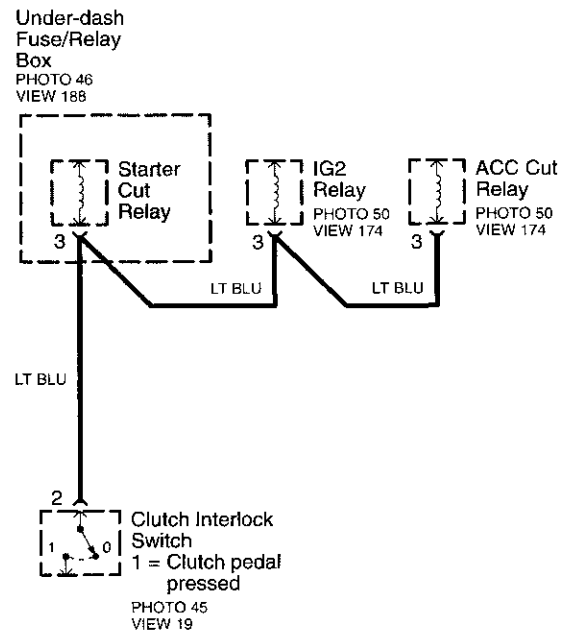 Under-dash
Fuse/Relay
Box
PHOTO 46
VIEW 188
Starter
Cut
Relay
3
IG2
Relay
PHOTO 50
VIEW 174
3
ACC Cut
Relay
PHOTO 50
VIEW 174
3
LT BLU
LT BLU
LT BLU
2
1
0
Clutch Interlock
Switch
1 = Clutch pedal
pressed
PHOTO 45
VIEW 19